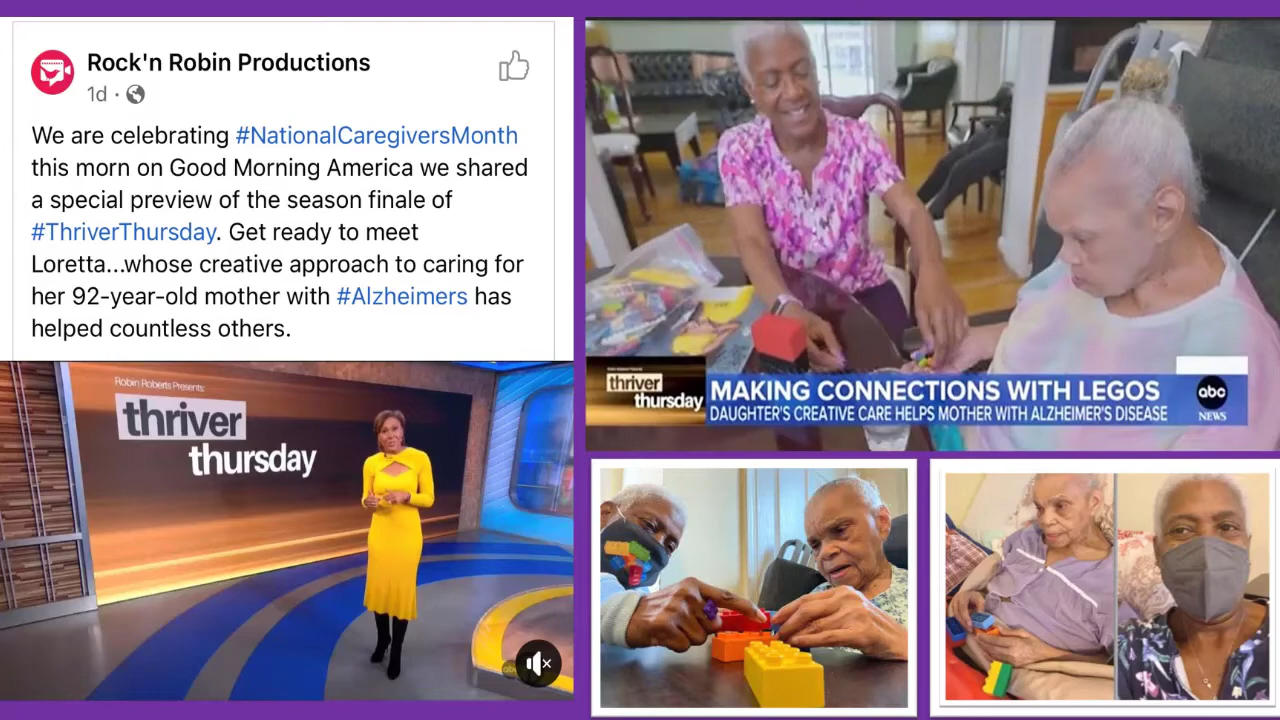 Rock'n Robin Productions
1d ·
We are celebrating #NationalCaregiversMonth
this morn on Good Morning America we shared
a special preview of the season finale of
#ThriverThursday. Get ready to meet
Loretta...whose creative approach to caring for
her 92-year-old mother with #Alzheimers has
helped countless others.
Robin Roberts Presents:
thriver
thursday
abc
thriver
thursday
MAKING CONNECTIONS WITH LEGOS
DAUGHTER'S CREATIVE CARE HELPS MOTHER WITH ALZHEIMER'S DISEASE
abc
NEWS